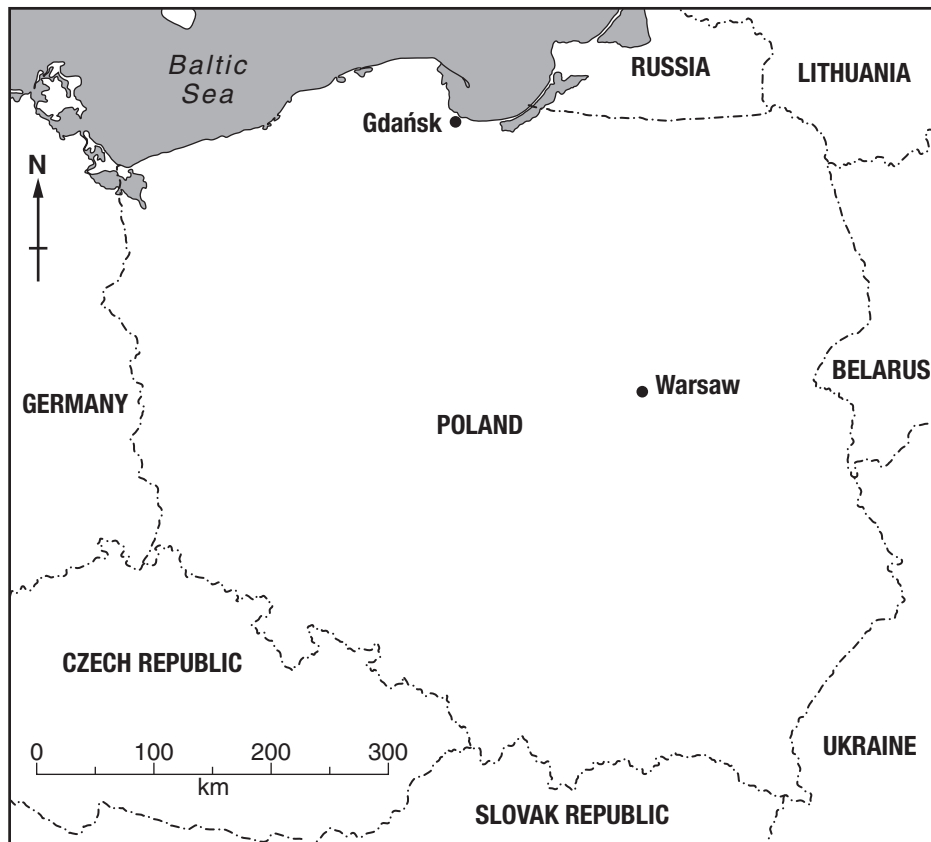 Baltic
Sea
RUSSIA
LITHUANIA
Gdańsk
N
BELARUS
Warsaw
GERMANY
POLAND
CZECH REPUBLIC
0 100 200 300
km
UKRAINE
SLOVAK REPUBLIC